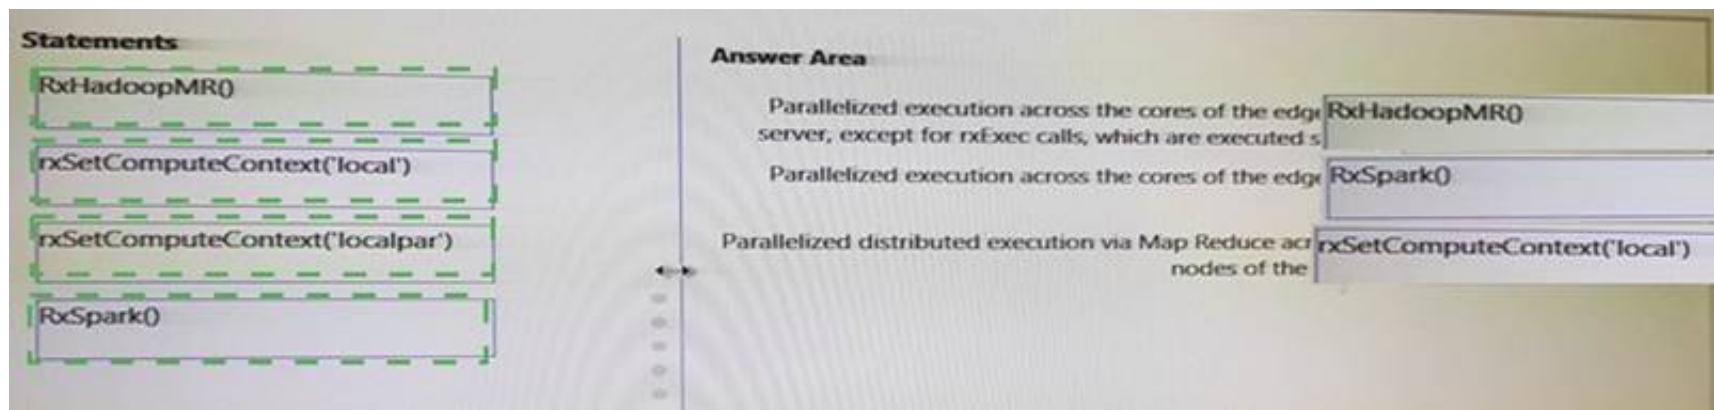 Statements
RxHadoopMR()
rxSetComputeContext('local')
rxSetComputeContext('localpar')
RxSpark()
Answer Area
Parallelized execution across the cores of the edge
server, except for rxExec calls, which are executed s
RxHadoopMR()
Parallelized execution across the cores of the edge
RxSpark()
Parallelized distributed execution via Map Reduce acr
nodes of the
rxSetComputeContext('local')